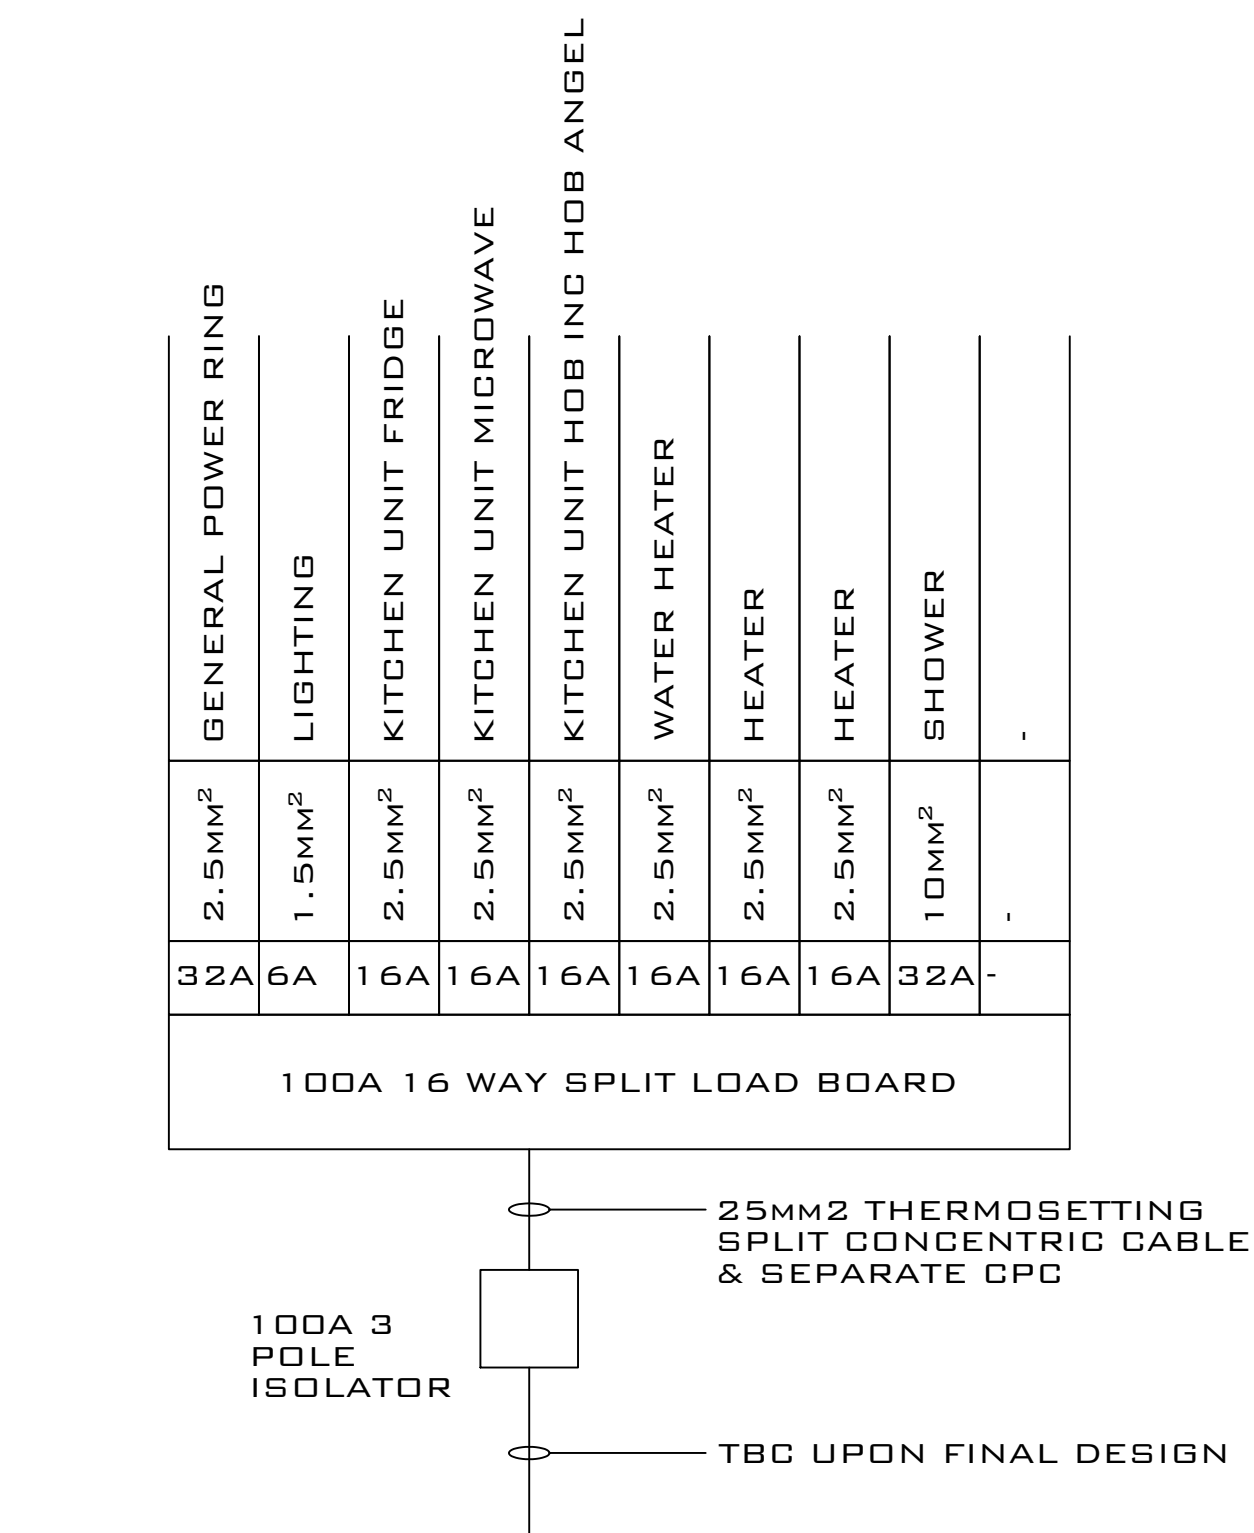 GENERAL POWER RING
LIGHTING
KITCHEN UNIT FRIDGE
KITCHEN UNIT MICROWAVE
KITCHEN UNIT HOB INC HOB ANGEL
WATER HEATER
HEATER
HEATER
SHOWER
-
2.5MM²
1.5MM²
2.5MM²
2.5MM²
2.5MM²
2.5MM²
2.5MM²
2.5MM²
10MM²
-
32A
6A
16A
16A
16A
16A
16A
16A
32A
-
100A 16 WAY SPLIT LOAD BOARD
25MM2 THERMOSETTING
SPLIT CONCENTRIC CABLE
& SEPARATE CPC
100A 3
POLE
ISOLATOR
TBC UPON FINAL DESIGN